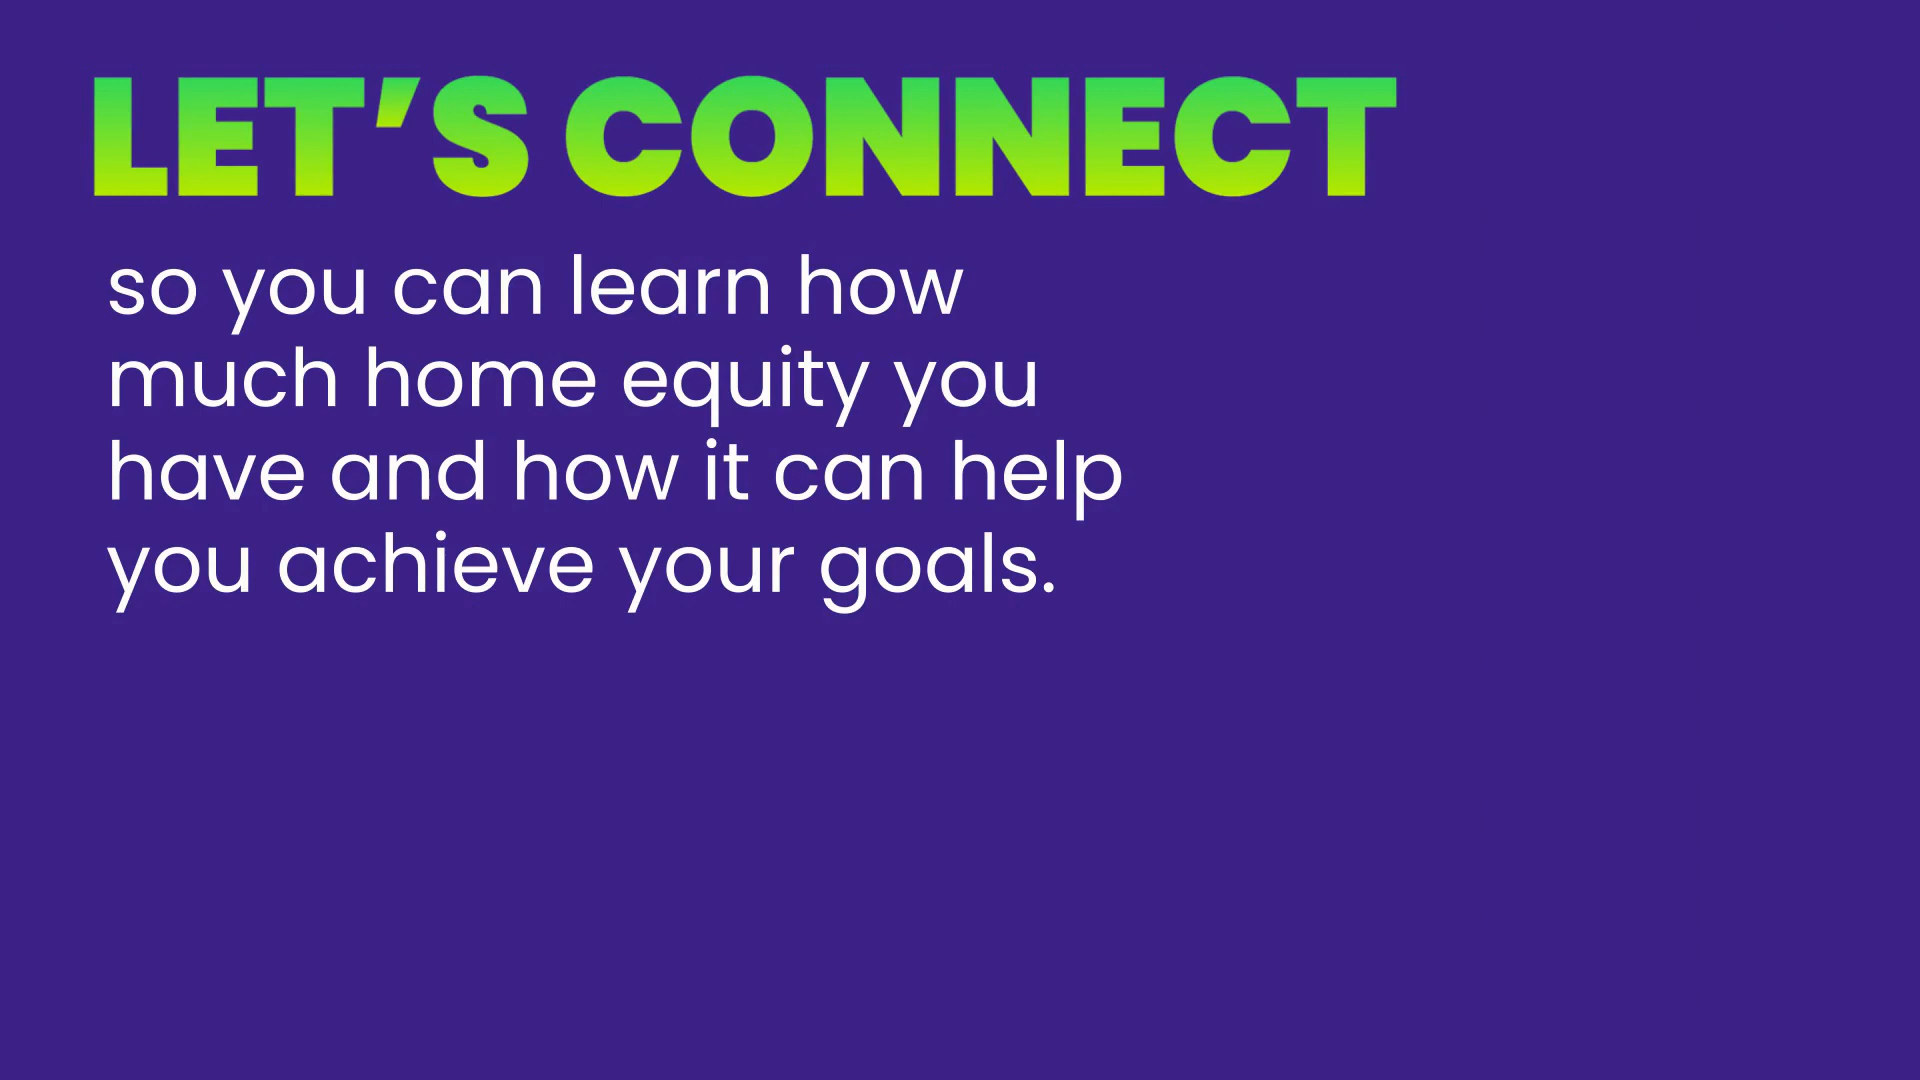 LET’S CONNECT
so you can learn how
much home equity you
have and how it can help
you achieve your goals.